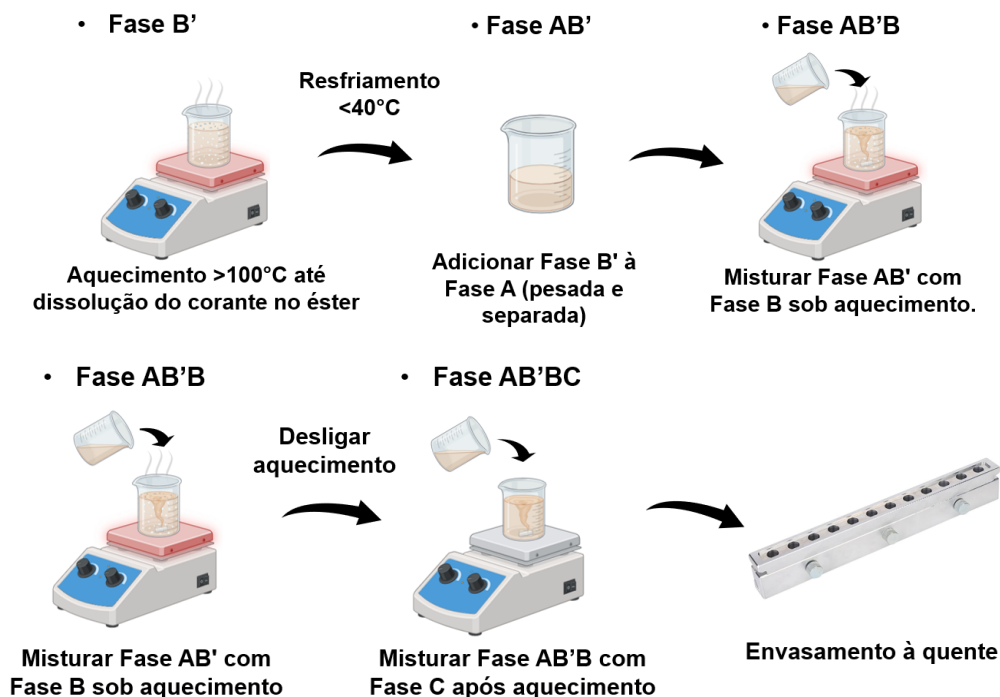 • Fase B’
• Fase AB’
• Fase AB’B
Resfriamento
<40°C
Aquecimento >100°C até
dissolução do corante no éster
Adicionar Fase B' à
Fase A (pesada e
separada)
Misturar Fase AB' com
Fase B sob aquecimento.
• Fase AB’B
• Fase AB’BC
Desligar
aquecimento
Misturar Fase AB' com
Fase B sob aquecimento
Misturar Fase AB’B com
Fase C após aquecimento
Envasamento à quente